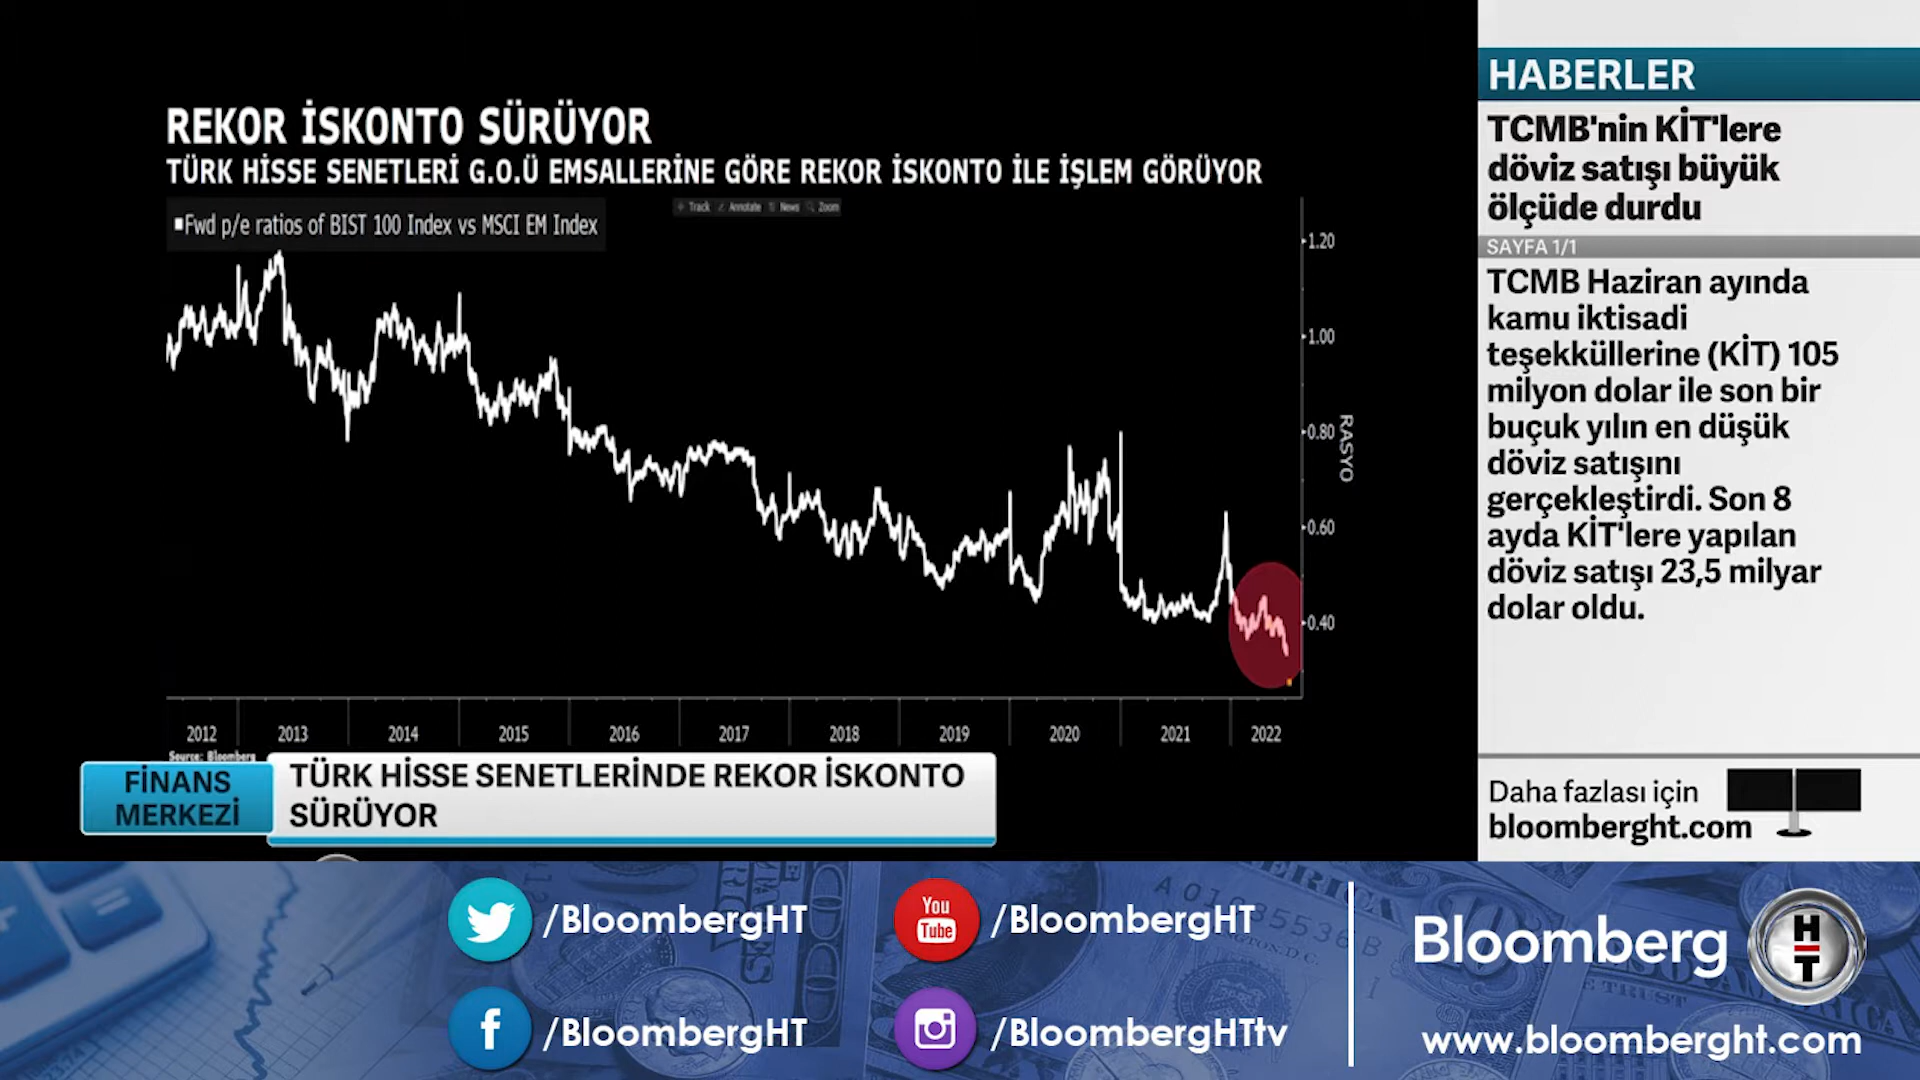 REKOR İSKONTO SÜRÜYOR
TÜRK HİSSE SENETLERİ G.O.Ü EMSALLERİNE GÖRE REKOR İSKONTO İLE İŞLEM GÖRÜYOR
Track Annotate News Zoom
Fwd p/e ratios of BIST 100 Index vs MSCI EM Index
1.20
1.00
0.80
0.60
0.40
RASYO
2012 2013 2014 2015 2016 2017 2018 2019 2020 2021 2022
Source: Bloomberg
FİNANS
MERKEZİ
TÜRK HİSSE SENETLERİNDE REKOR İSKONTO
SÜRÜYOR
HABERLER
TCMB'nin KİT'lere
döviz satışı büyük
ölçüde durdu
SAYFA 1/1
TCMB Haziran ayında
kamu iktisadi
teşekküllerine (KİT) 105
milyon dolar ile son bir
buçuk yılın en düşük
döviz satışını
gerçekleştirdi. Son 8
ayda KİT'lere yapılan
döviz satışı 23,5 milyar
dolar oldu.
Daha fazlası için
bloomberght.com
/BloombergHT
You
Tube
/BloombergHT
f
/BloombergHT
/BloombergHTtv
Bloomberg
HT
www.bloomberght.com